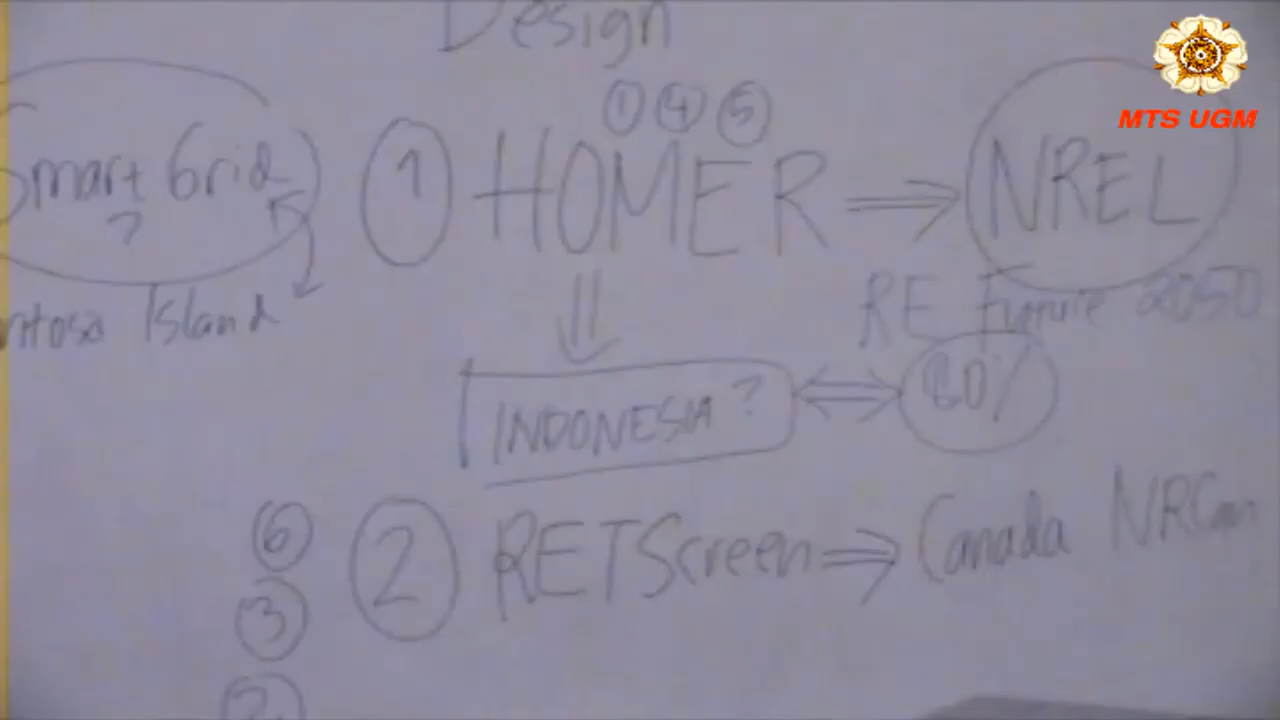 Design
① ④ ⑤
Smart Grid
?
① HOMER ⇒ NREL
Island
RE Future 2050
INDONESIA ? ⇔
⑥
② RETScreen ⇒ Canada NRCan
③
②
MTS UGM